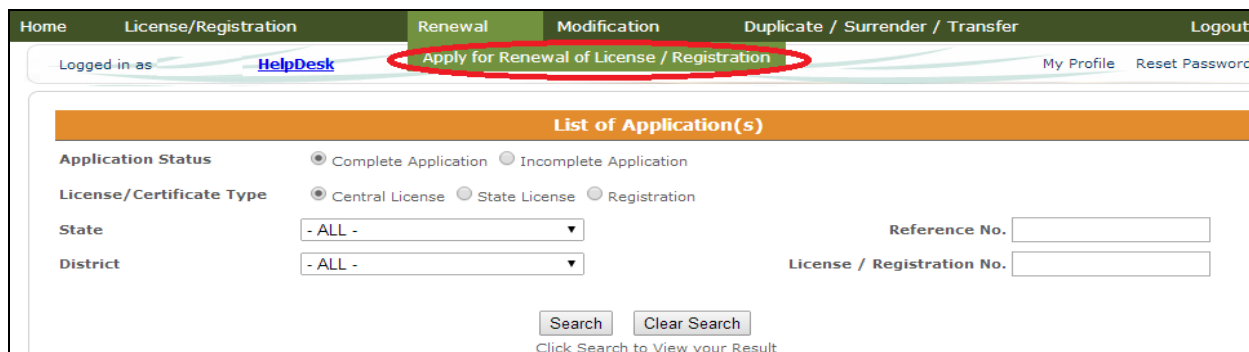 Home License/Registration Renewal Modification Duplicate / Surrender / Transfer Logout
Logged in as HelpDesk Apply for Renewal of License / Registration My Profile Reset Password
List of Application(s)
Application Status Complete Application Incomplete Application
License/Certificate Type Central License State License Registration
State - ALL - Reference No.
District - ALL - License / Registration No.
Search Clear Search
Click Search to View your Result